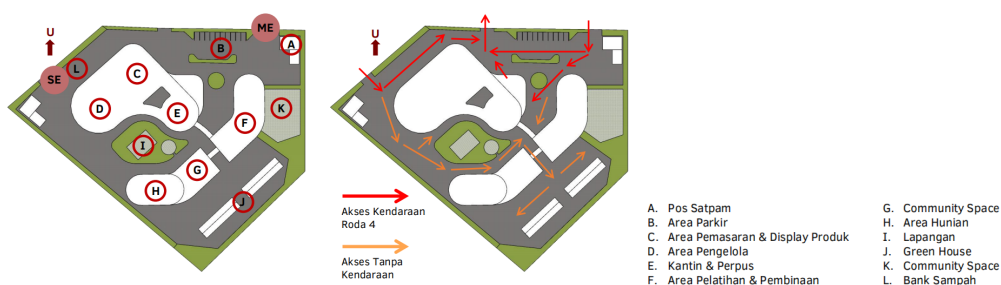 U
ME
A
B
L
C
SE
D
E
F
K
I
G
H
J
U
Akses Kendaraan
Roda 4
Akses Tanpa
Kendaraan
A. Pos Satpam
B. Area Parkir
C. Area Pemasaran & Display Produk
D. Area Pengelola
E. Kantin & Perpus
F. Area Pelatihan & Pembinaan
G. Community Space
H. Area Hunian
I. Lapangan
J. Green House
K. Community Space
L. Bank Sampah